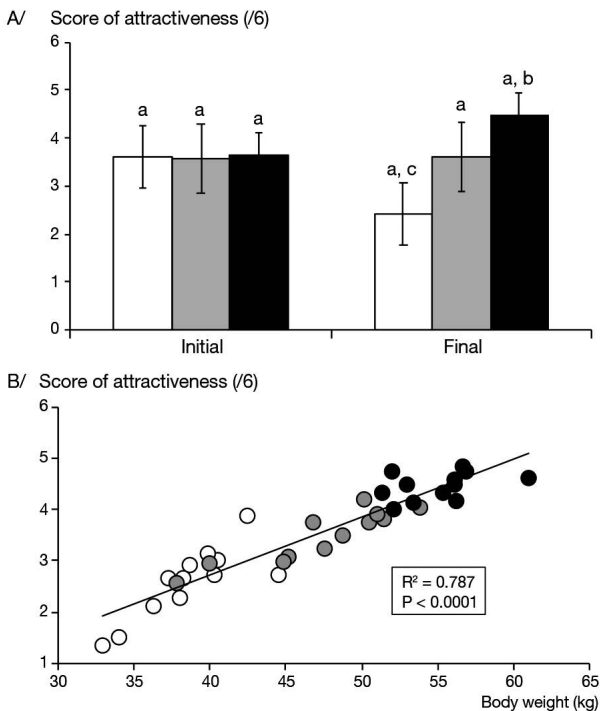 A/ Score of attractiveness (/6)
6
5
4
3
2
1
0
a
a
a
a, c
a
a, b
Initial
Final
B/ Score of attractiveness (/6)
6
5
4
3
2
1
R² = 0.787
P < 0.0001
30 35 40 45 50 55 60 65
Body weight (kg)